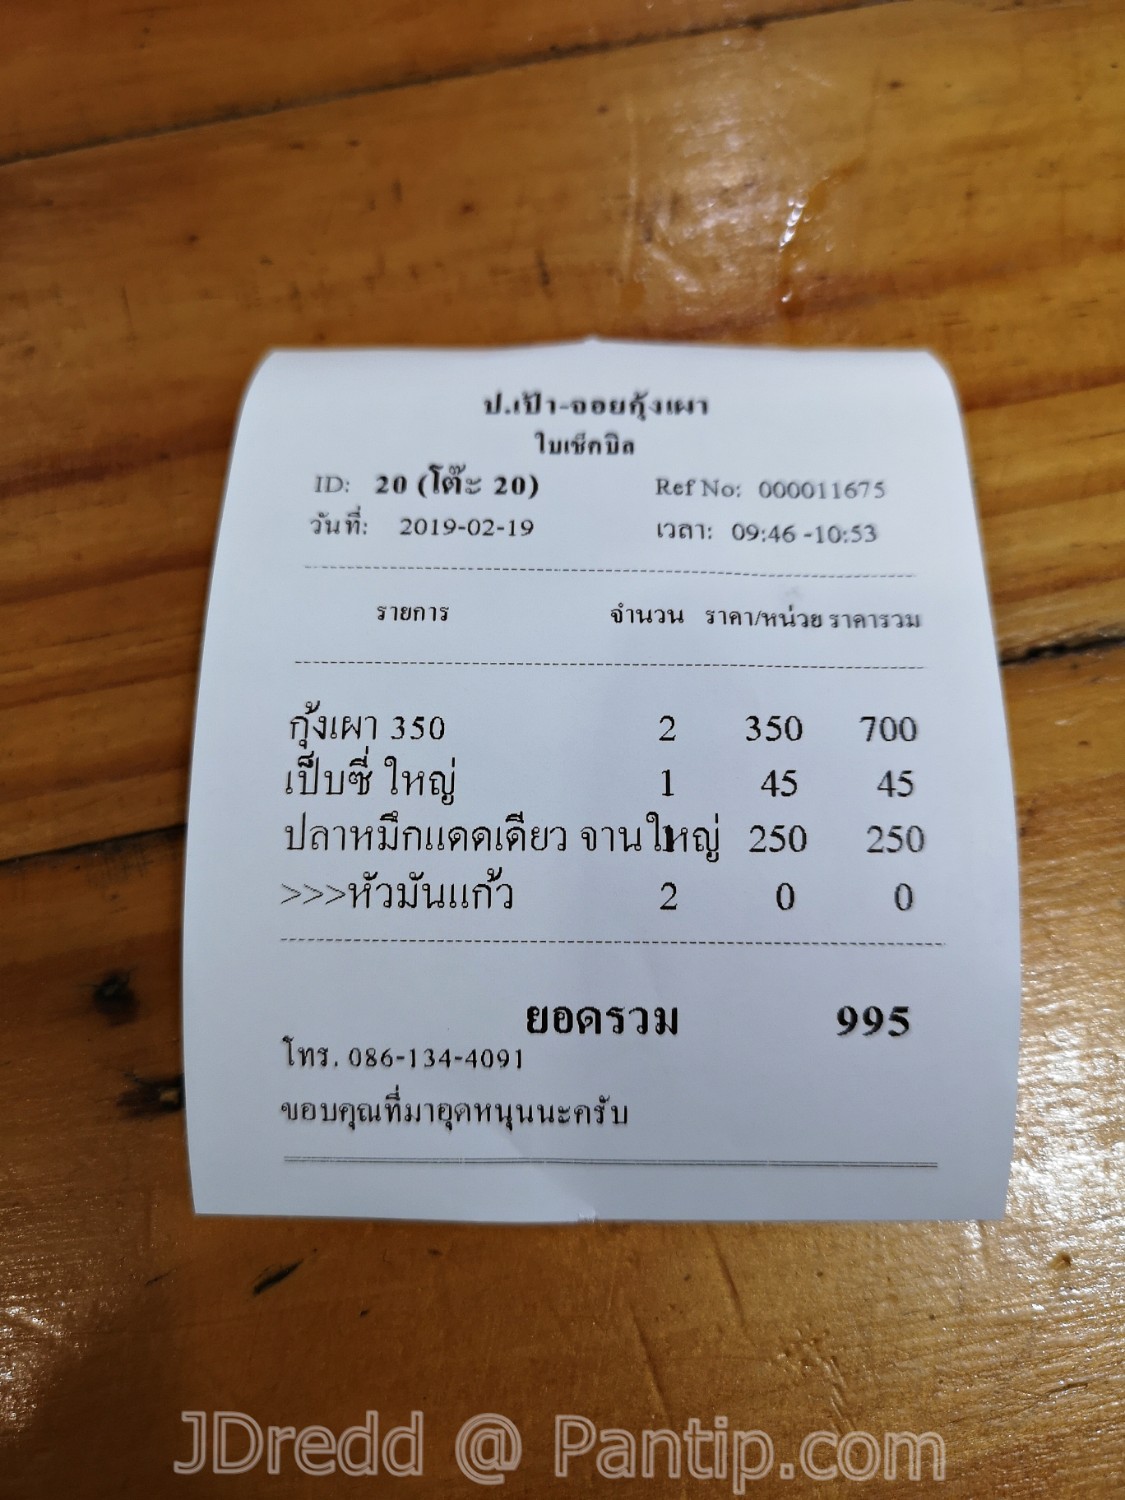 ป.เป้า-จอยกุ้งเผา
ใบเช็คบิล
ID: 20 (โต๊ะ 20) Ref No: 000011675
วันที่: 2019-02-19 เวลา: 09:46 -10:53
รายการ จำนวน ราคา/หน่วย ราคารวม
กุ้งเผา 350 2 350 700
เป็บซี่ ใหญ่ 1 45 45
ปลาหมึกแดดเดียว จานใหญ่ 1 250 250
>>>หัวมันแก้ว 2 0 0
ยอดรวม 995
โทร. 086-134-4091
ขอบคุณที่มาอุดหนุนนะครับ
JDredd @ Pantip.com